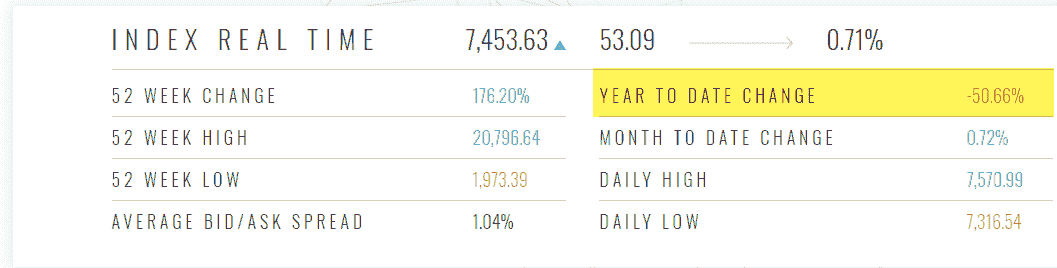 INDEX REAL TIME 7,453.63 ▲ 53.09 0.71%
52 WEEK CHANGE 176.20% YEAR TO DATE CHANGE -50.66%
52 WEEK HIGH 20,796.64 MONTH TO DATE CHANGE 0.72%
52 WEEK LOW 1,973.39 DAILY HIGH 7,570.99
AVERAGE BID/ASK SPREAD 1.04% DAILY LOW 7,316.54